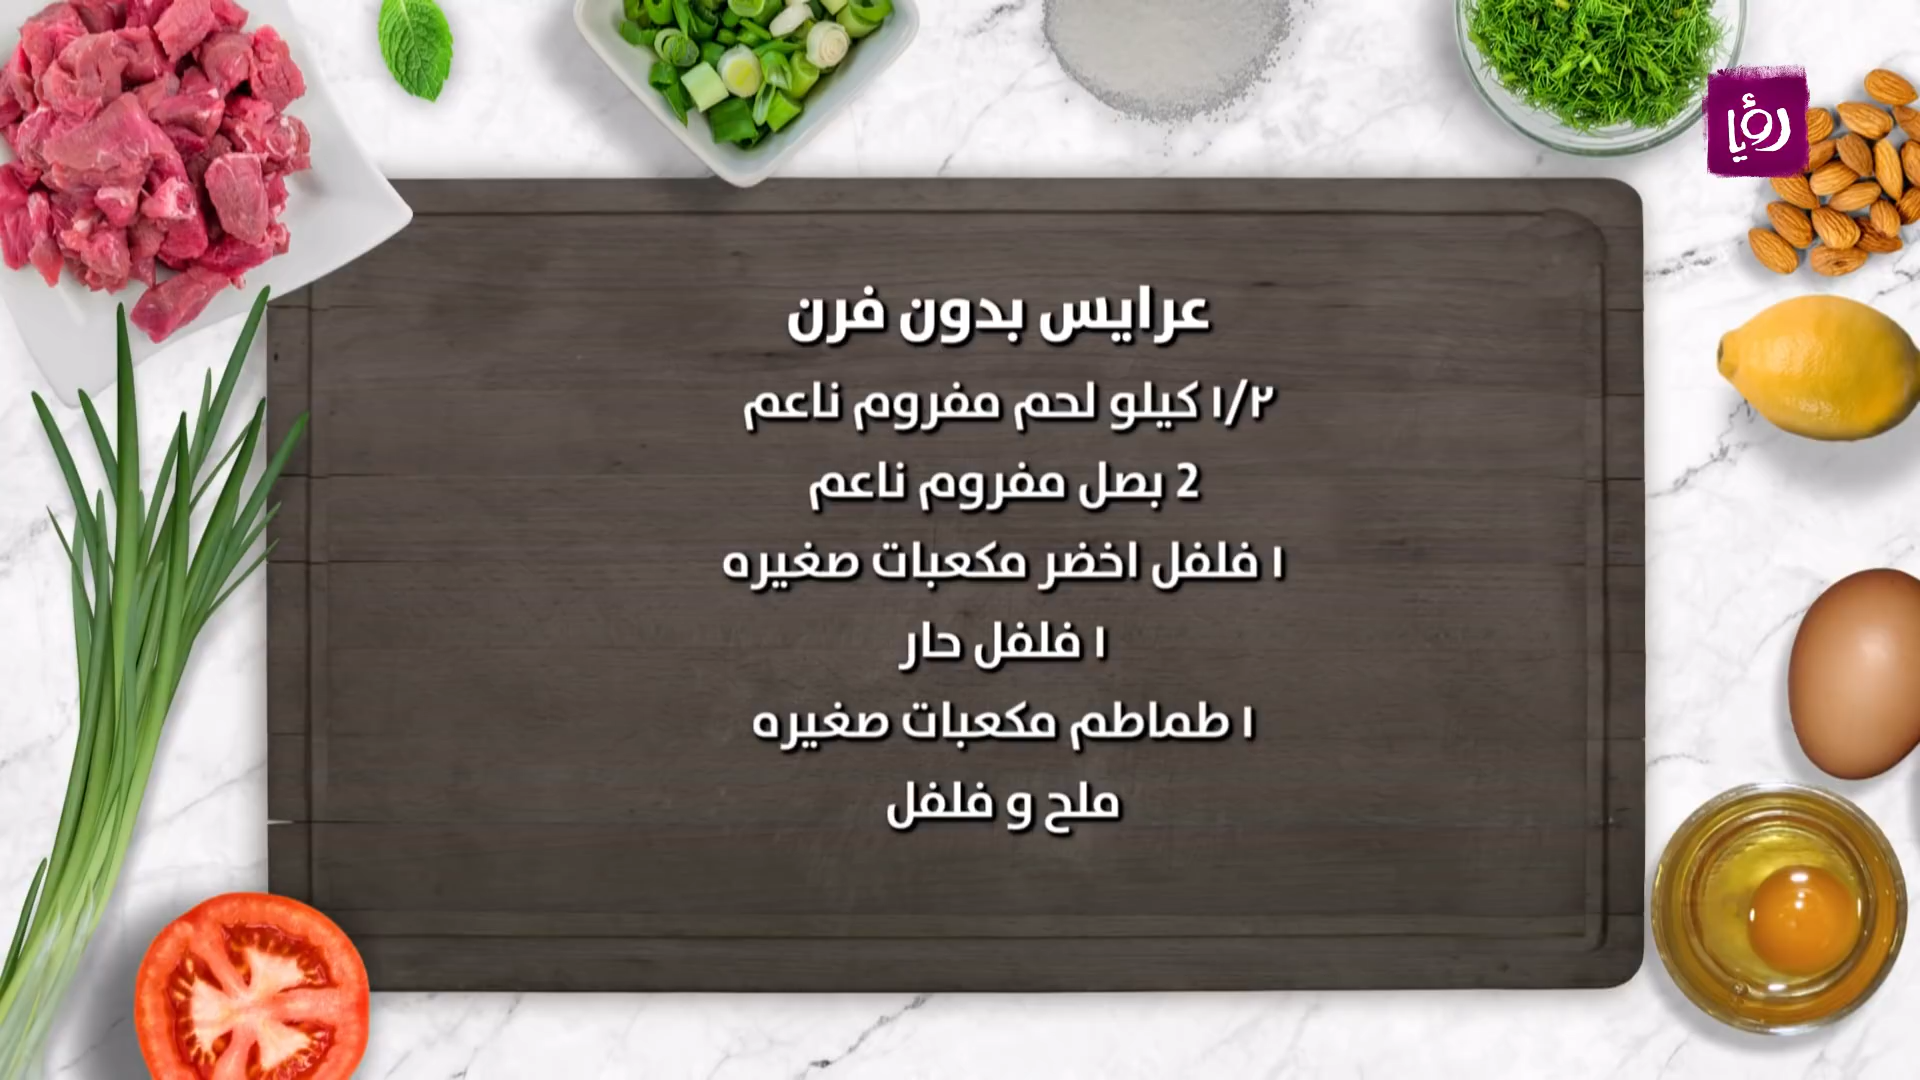 رؤيا
عرايس بدون فرن
١/٢ كيلو لحم مفروم ناعم
2 بصل مفروم ناعم
١ فلفل اخضر مكعبات صغيره
١ فلفل حار
١ طماطم مكعبات صغيره
ملح و فلفل